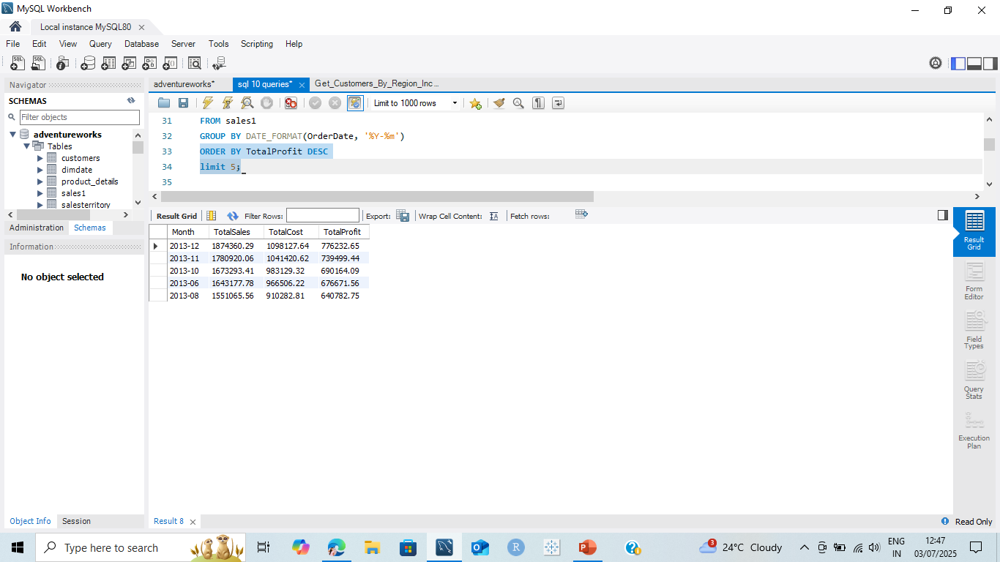 MySQL Workbench
Local instance MySQL80
File Edit View Query Database Server Tools Scripting Help
Navigator
SCHEMAS
Filter objects
adventureworks
Tables
customers
dimdate
product_details
sales1
salesterritory
Administration Schemas
Information
No object selected
Object Info Session
adventureworks* sql 10 queries* Get_Customers_By_Region_Inc...
Limit to 1000 rows
31 FROM sales1
32 GROUP BY DATE_FORMAT(OrderDate, '%Y-%m')
33 ORDER BY TotalProfit DESC
34 limit 5;
35
Result Grid Filter Rows: Export: Wrap Cell Content: Fetch rows:
Month TotalSales TotalCost TotalProfit
2013-12 1874360.29 1098127.64 776232.65
2013-11 1780920.06 1041420.62 739499.44
2013-10 1673293.41 983129.32 690164.09
2013-06 1643177.78 966506.22 676671.56
2013-08 1551065.56 910282.81 640782.75
Result
Grid
Form
Editor
Field
Types
Query
Stats
Execution
Plan
Result 8
Read Only
Type here to search
3
24°C Cloudy
ENG
IN
12:47
03/07/2025